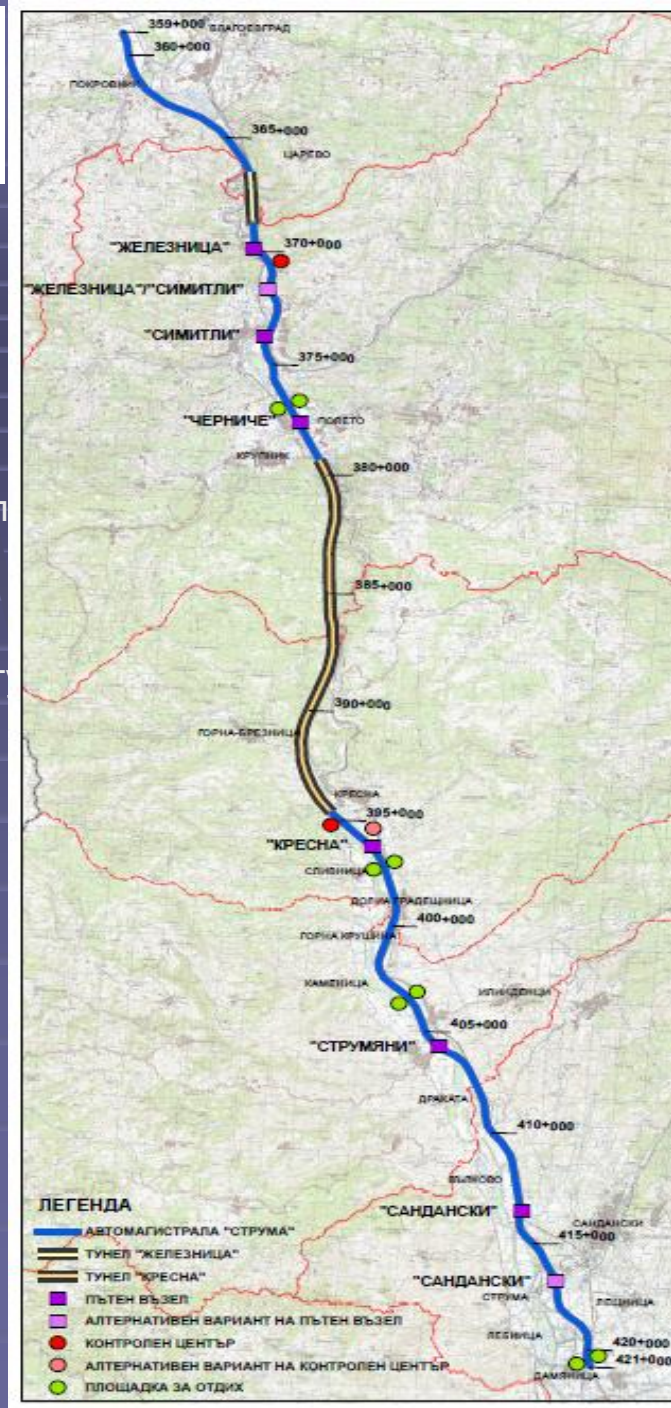 359+000
БЛАГОЕВГРАД
360+000
ПОКРОВНИК
365+000
ЦАРЕВО
"ЖЕЛЕЗНИЦА"
370+000
"ЖЕЛЕЗНИЦА"/"СИМИТЛИ"
"СИМИТЛИ"
375+000
"ЧЕРНИЧЕ"
ПОЛЕТО
КРУПНИК
380+000
385+000
390+000
ГОРНА-БРЕЗНИЦА
КРЕСНА
395+000
"КРЕСНА"
СЛИВНИЦА
ДОЛНА ГРАДЕШНИЦА
400+000
ГОРНА КРУШИЦА
КАМЕНИЦА
ИЛИНДЕНЦИ
405+000
"СТРУМЯНИ"
ДРАКАТА
410+000
ВЪЛКОВО
"САНДАНСКИ"
САНДАНСКИ
415+000
"САНДАНСКИ"
СТРУМА
ЛЕЩНИЦА
ЛЕБНИЦА
420+000
421+000
ДАМЯНИЦА
ЛЕГЕНДА
АВТОМАГИСТРАЛА "СТРУМА"
ТУНЕЛ "ЖЕЛЕЗНИЦА"
ТУНЕЛ "КРЕСНА"
ПЪТЕН ВЪЗЕЛ
АЛТЕРНАТИВЕН ВАРИАНТ НА ПЪТЕН ВЪЗЕЛ
КОНТРОЛЕН ЦЕНТЪР
АЛТЕРНАТИВЕН ВАРИАНТ НА КОНТРОЛЕН ЦЕНТЪР
ПЛОЩАДКА ЗА ОТДИХ